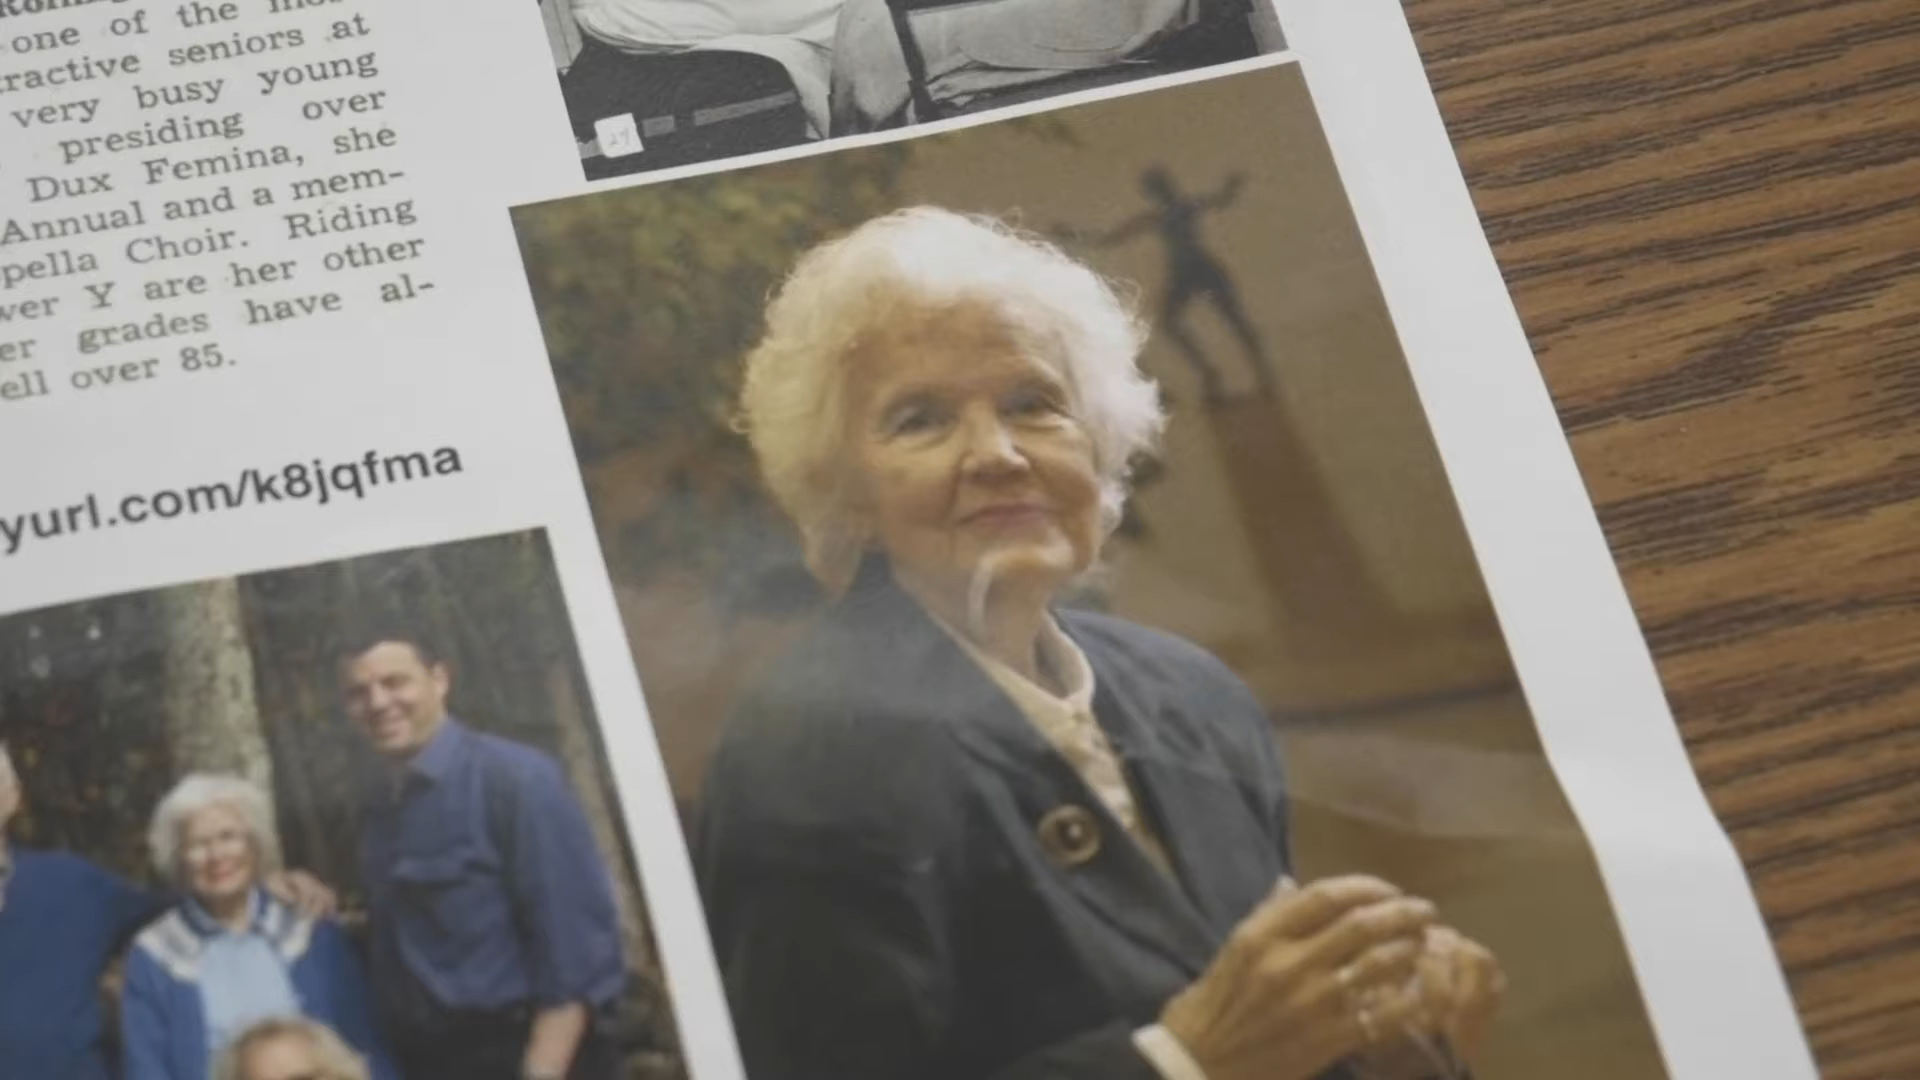 one of the
ractive seniors at
very busy young
presiding over
Dux Femina, she
Annual and a mem-
pella Choir. Riding
wer Y are her other
er grades have al-
ell over 85.
yurl.com/k8jqfma